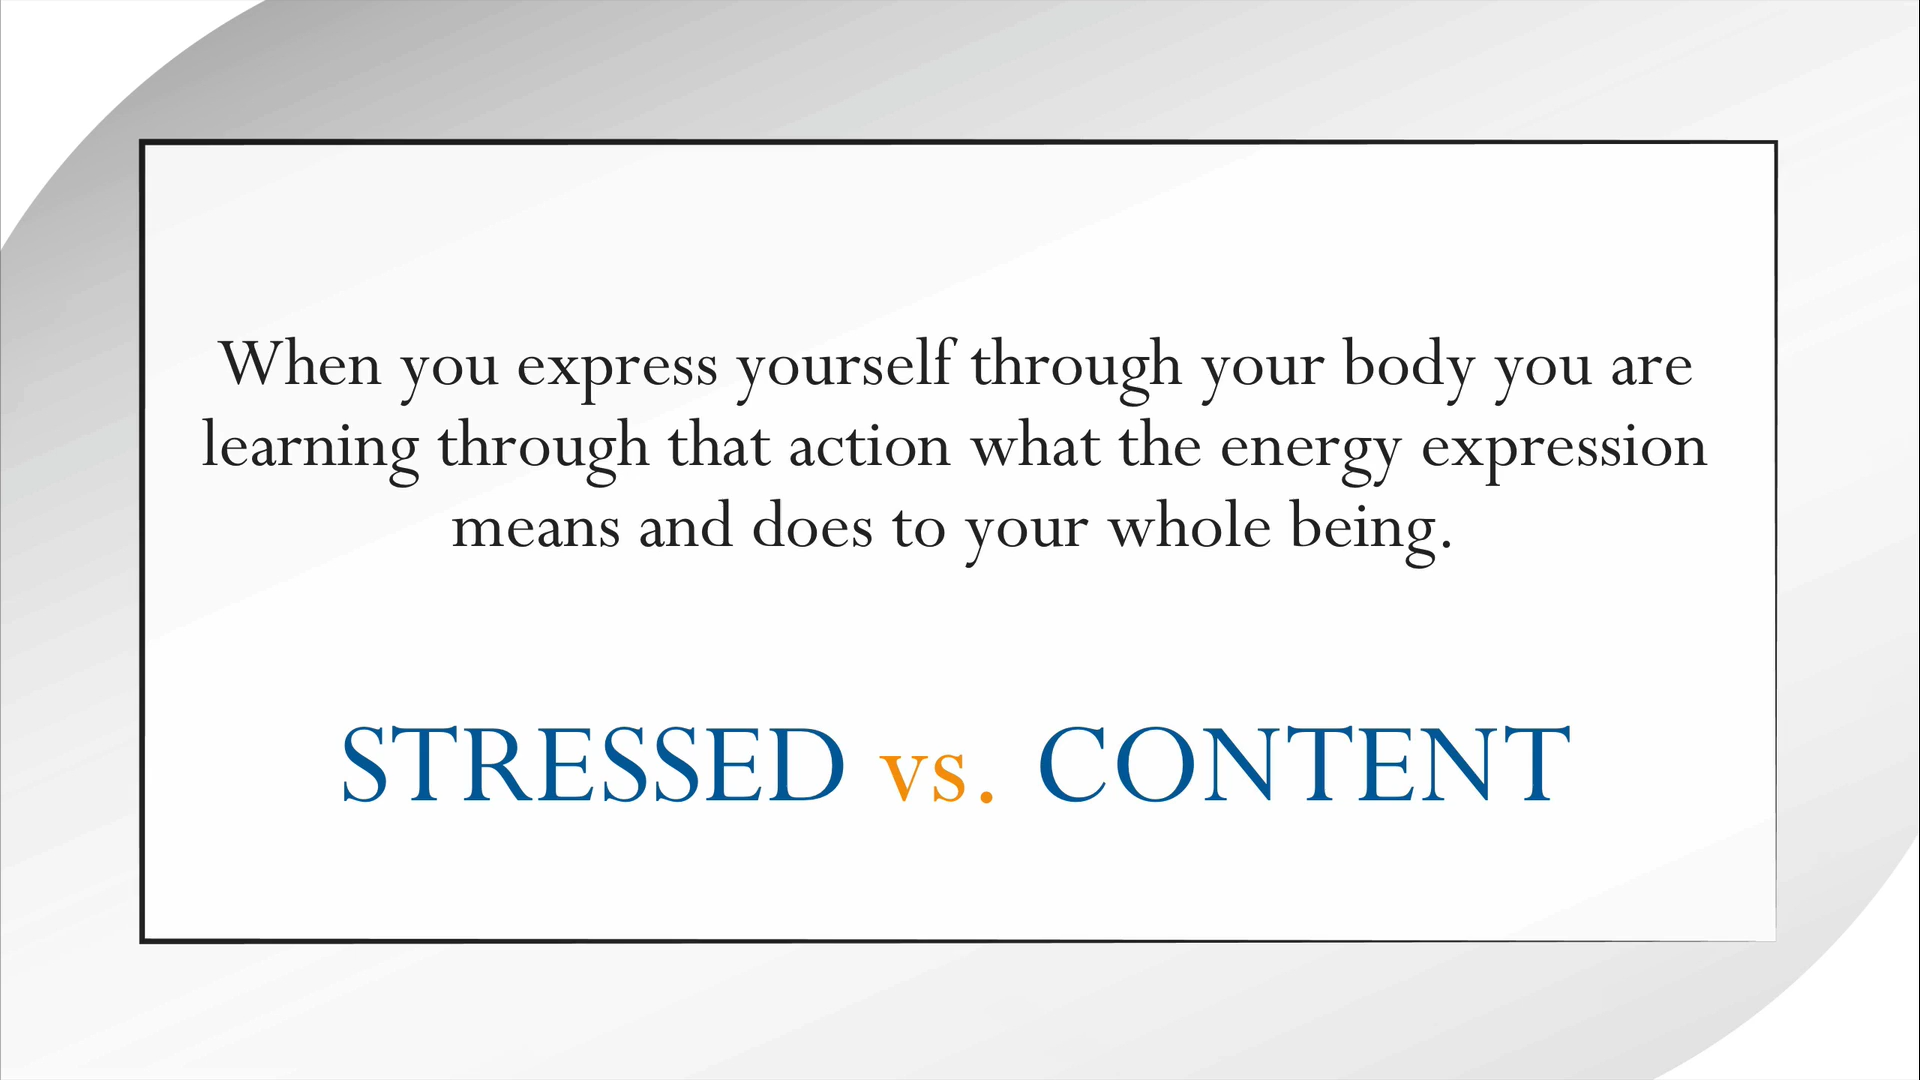 When you express yourself through your body you are
learning through that action what the energy expression
means and does to your whole being.
STRESSED vs. CONTENT